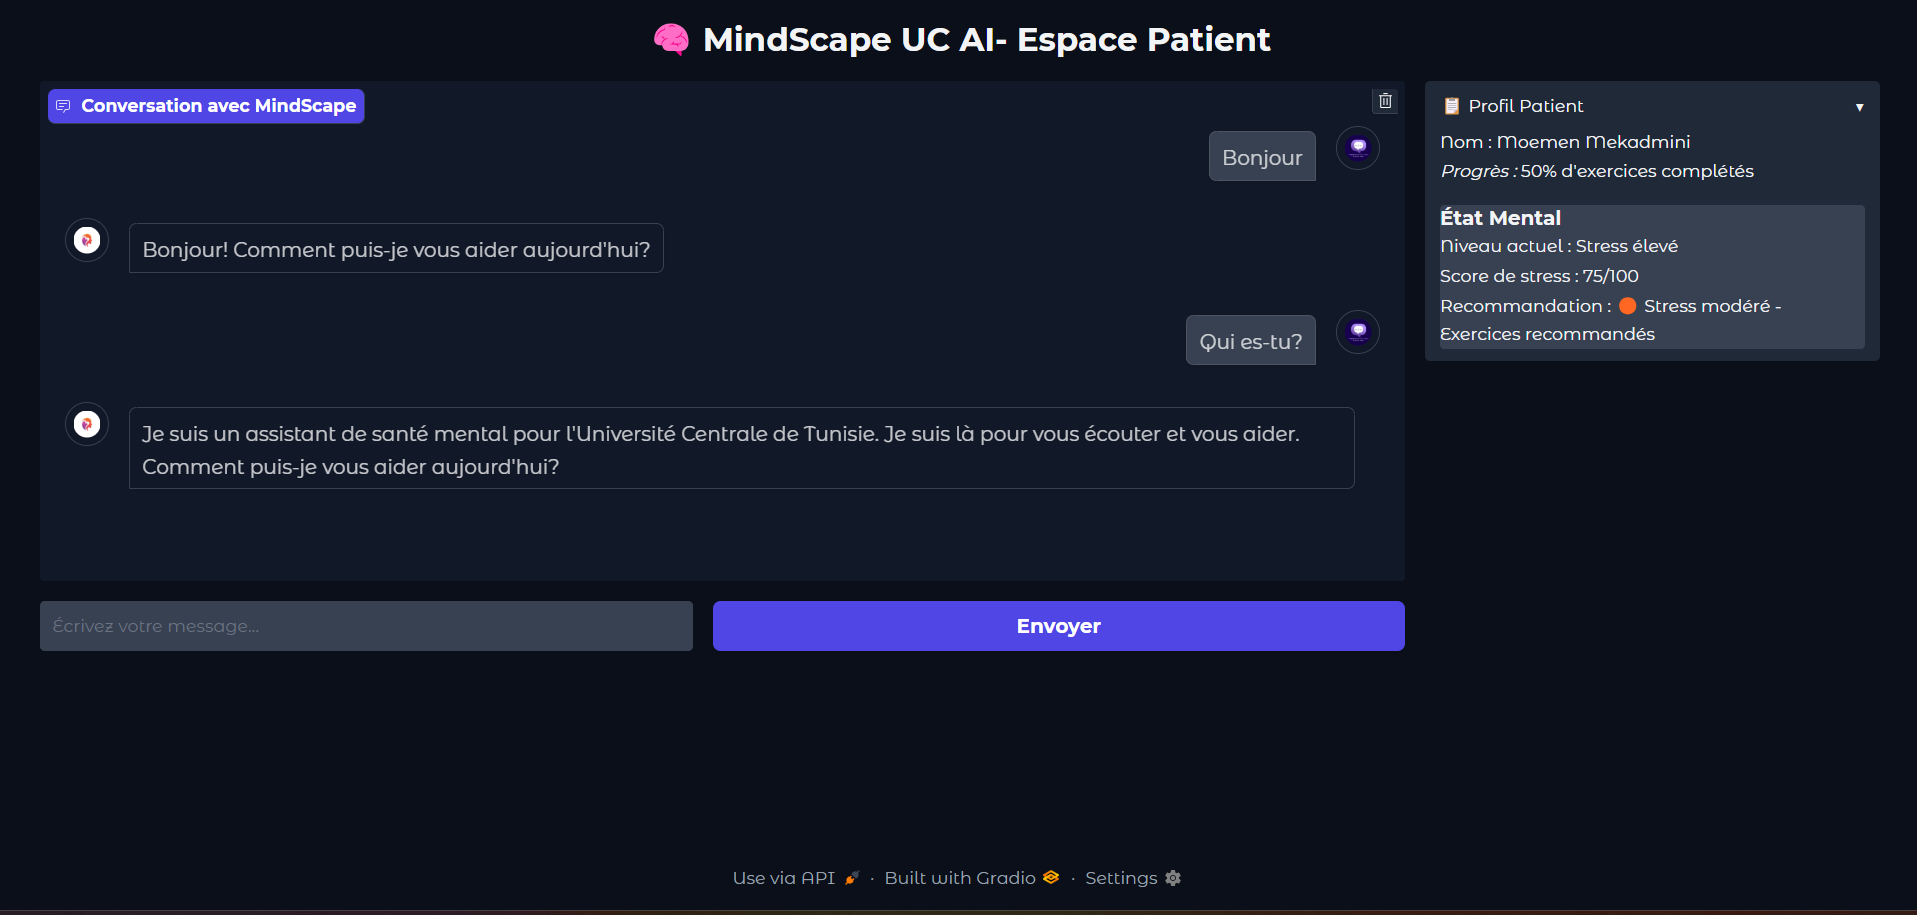 MindScape UC AI- Espace Patient
Conversation avec MindScape
Bonjour
Bonjour! Comment puis-je vous aider aujourd'hui?
Qui es-tu?
Je suis un assistant de santé mental pour l'Université Centrale de Tunisie. Je suis là pour vous écouter et vous aider.
Comment puis-je vous aider aujourd'hui?
Écrivez votre message...
Envoyer
Profil Patient
Nom : Moemen Mekadmini
Progrès : 50% d'exercices complétés
État Mental
Niveau actuel : Stress élevé
Score de stress : 75/100
Recommandation : Stress modéré -
Exercices recommandés
Use via API · Built with Gradio · Settings